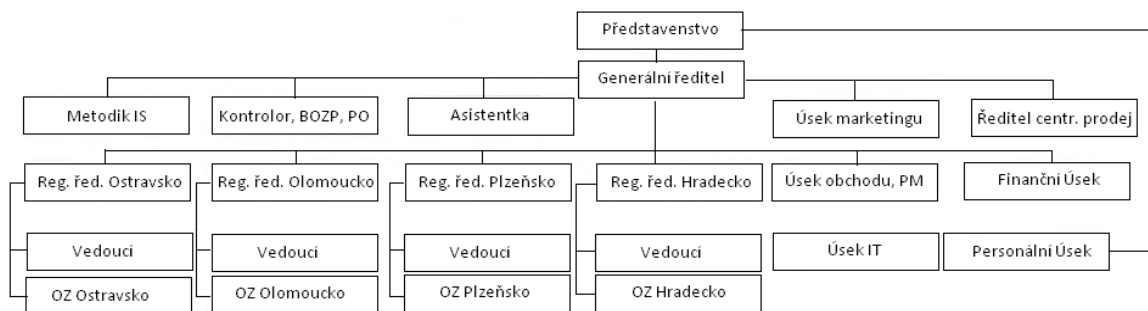 Představenstvo
Generální ředitel
Metodik IS
Kontrolor, BOZP, PO
Asistentka
Úsek marketingu
Ředitel centr. prodej
Reg. řed. Ostravsko
Reg. řed. Olomoucko
Reg. řed. Plzeňsko
Reg. řed. Hradecko
Úsek obchodu, PM
Finanční Úsek
Vedoucí
Vedoucí
Vedoucí
Vedoucí
Úsek IT
Personální Úsek
OZ Ostravsko
OZ Olomoucko
OZ Plzeňsko
OZ Hradecko